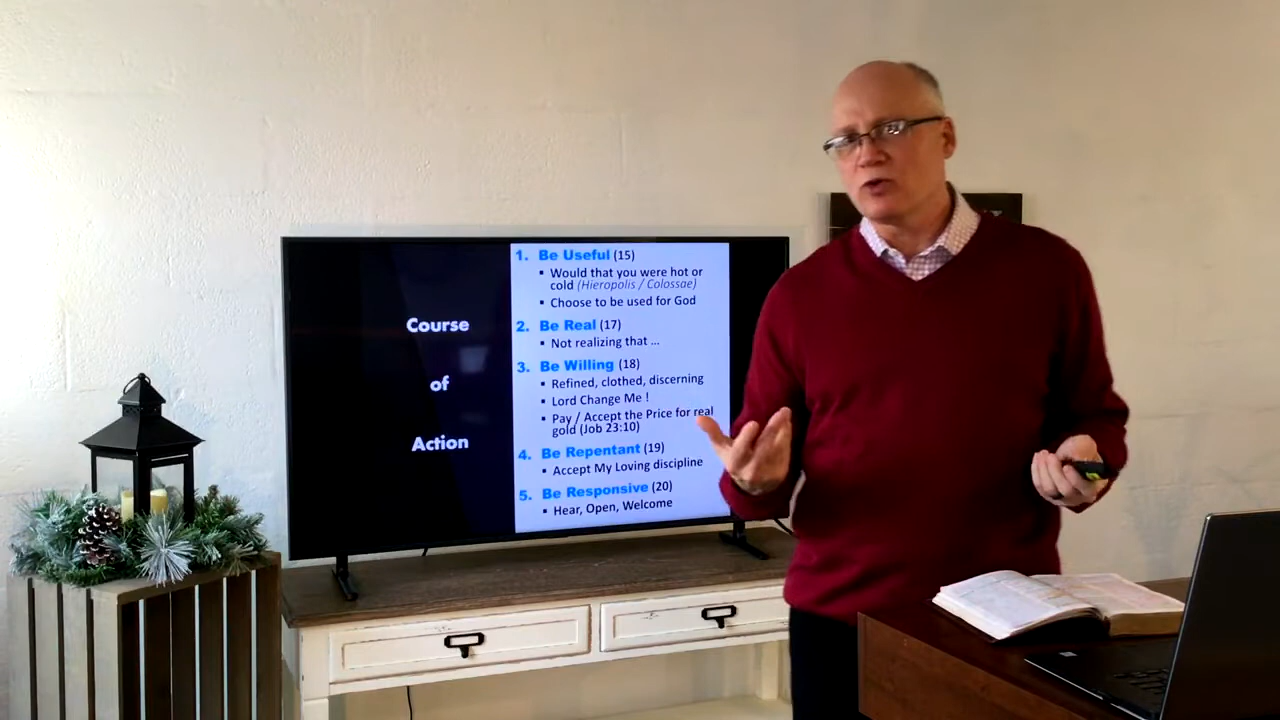 Course
of
Action
1. Be Useful (15)
▪ Would that you were hot or
cold (Hieropolis / Colossae)
▪ Choose to be used for God
2. Be Real (17)
▪ Not realizing that ...
3. Be Willing (18)
▪ Refined, clothed, discerning
▪ Lord Change Me !
▪ Pay / Accept the Price for real
gold (Job 23:10)
4. Be Repentant (19)
▪ Accept My Loving discipline
5. Be Responsive (20)
▪ Hear, Open, Welcome